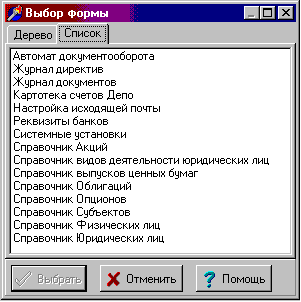 Выбор формы
Дерево Список
Автомат документооборота
Журнал директив
Журнал документов
Картотека счетов Депо
Настройка исходящей почты
Реквизиты банков
Системные установки
Справочник Акций
Справочник видов деятельности юридических лиц
Справочник выпусков ценных бумаг
Справочник Облигаций
Справочник Опционов
Справочник Субъектов
Справочник Физических лиц
Справочник Юридических лиц
Выбрать Отменить Помощь